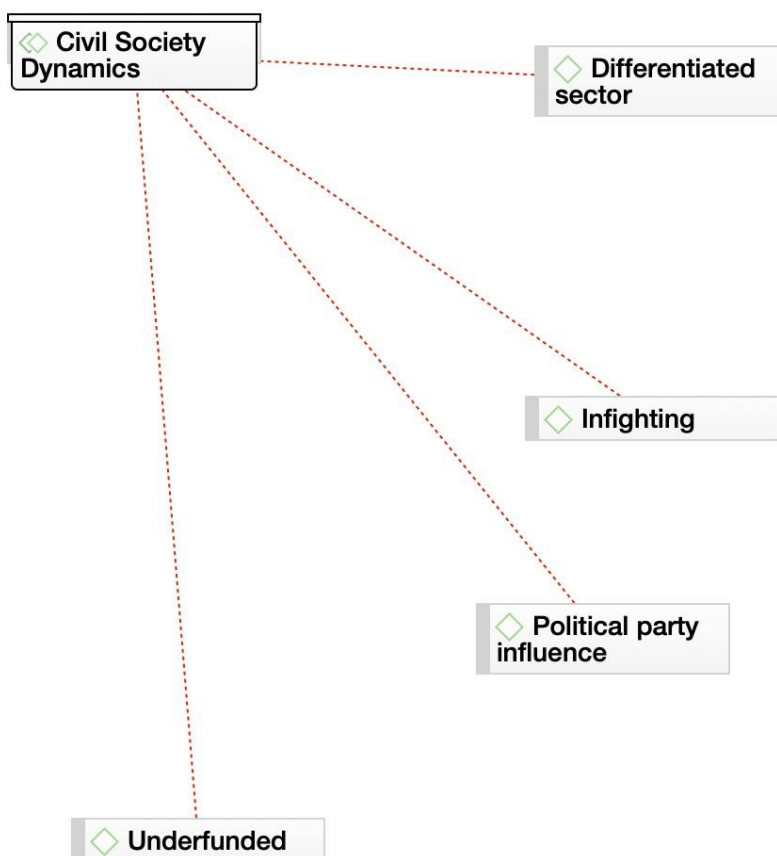 Civil Society
Dynamics
Differentiated
sector
Infighting
Political party
influence
Underfunded